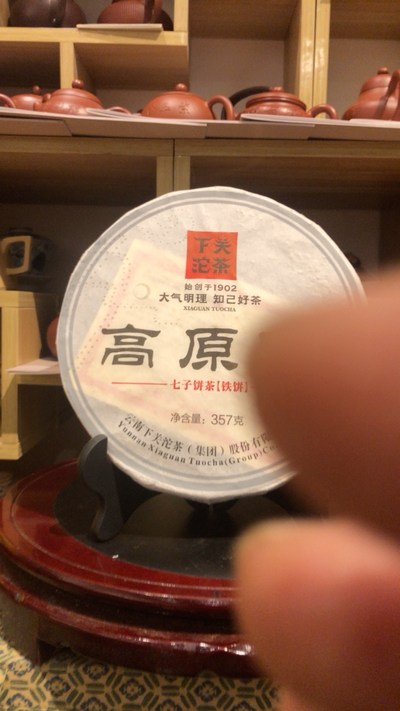 下关
沱茶
始创于1902
大气明理 知己好茶
XIAGUAN TUOCHA
高原
七子饼茶[铁饼]
净含量：357克
云南下关沱茶（集团）股份有
Yunnan Xiaguan Tuocha(Group)Co